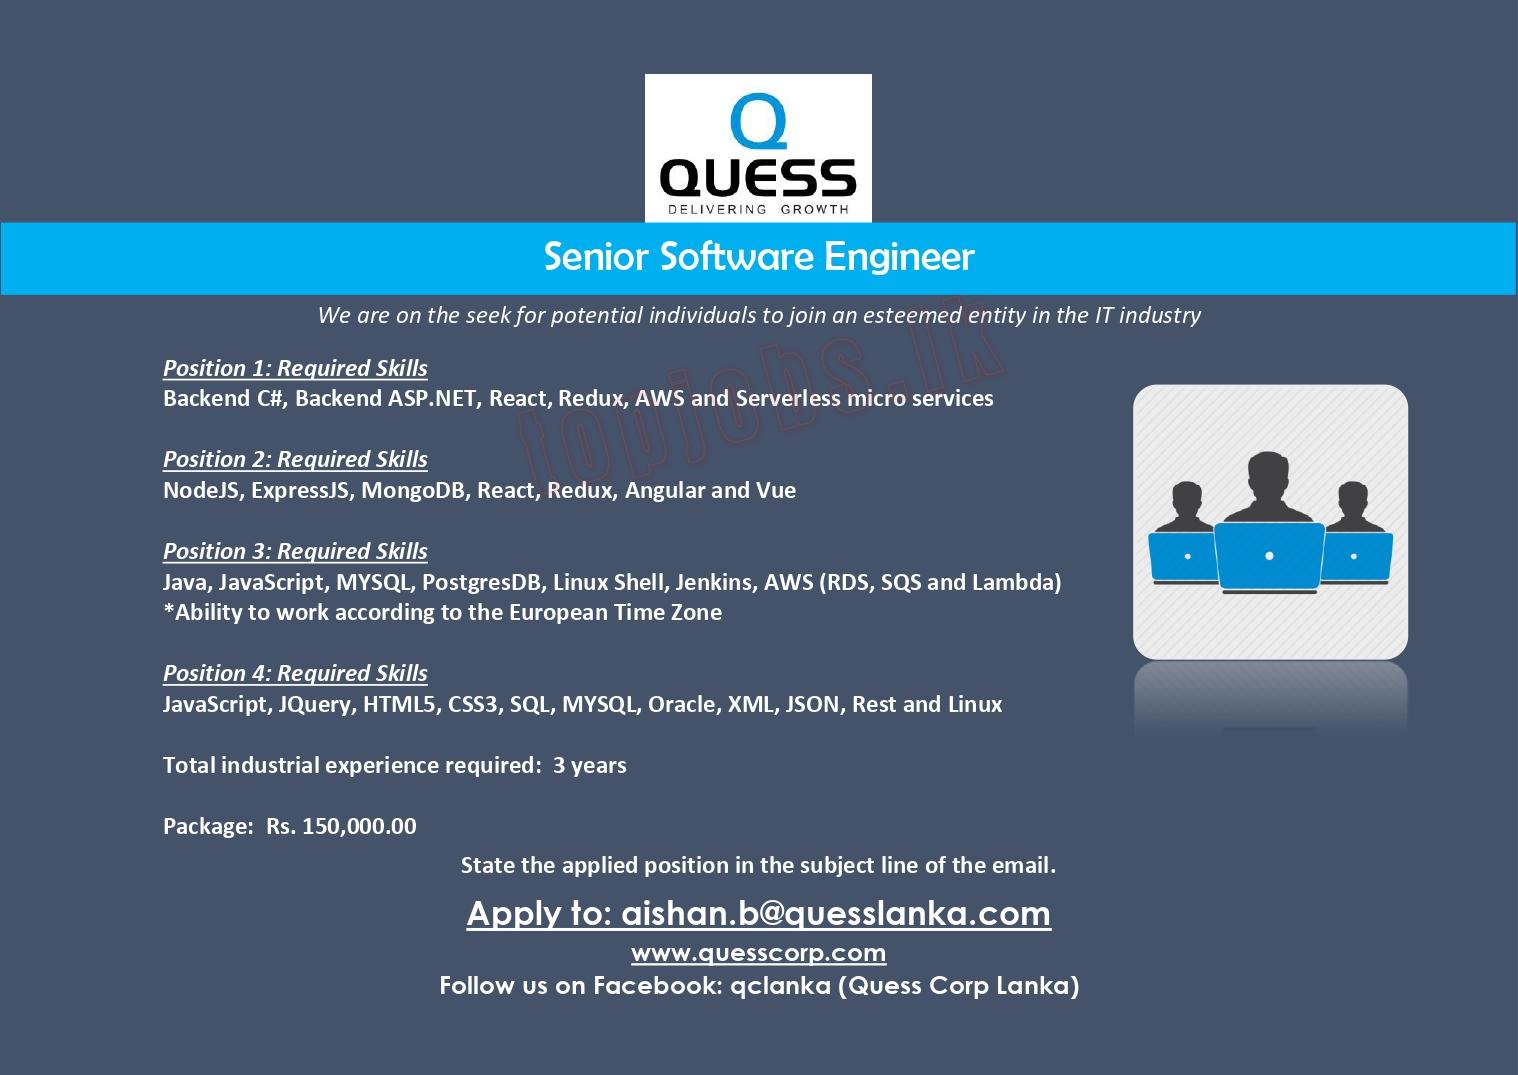 Q
QUESS
DELIVERING GROWTH
Senior Software Engineer
We are on the seek for potential individuals to join an esteemed entity in the IT industry
topjobs.lk
Position 1: Required Skills
Backend C#, Backend ASP.NET, React, Redux, AWS and Serverless micro services
Position 2: Required Skills
NodeJS, ExpressJS, MongoDB, React, Redux, Angular and Vue
Position 3: Required Skills
Java, JavaScript, MYSQL, PostgresDB, Linux Shell, Jenkins, AWS (RDS, SQS and Lambda)
*Ability to work according to the European Time Zone
Position 4: Required Skills
JavaScript, JQuery, HTML5, CSS3, SQL, MYSQL, Oracle, XML, JSON, Rest and Linux
Total industrial experience required:  3 years
Package:  Rs. 150,000.00
State the applied position in the subject line of the email.
Apply to: aishan.b@quesslanka.com
www.quesscorp.com
Follow us on Facebook: qclanka (Quess Corp Lanka)